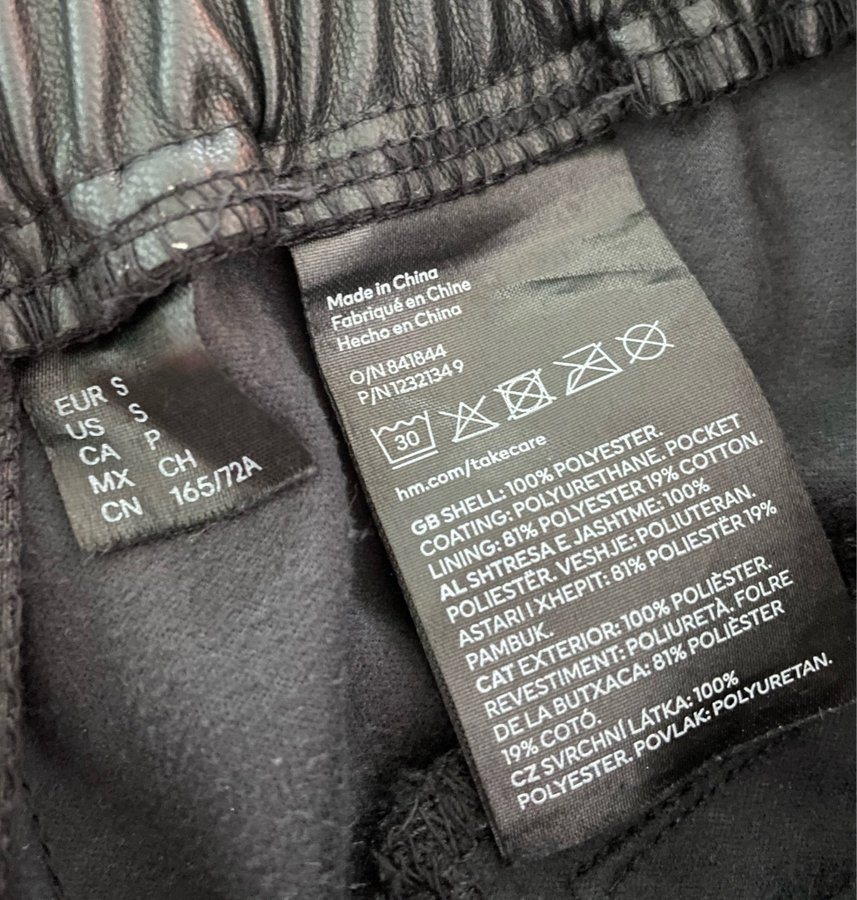 EUR S
US S
CA P
MX CH
CN 165/72A
Made in China
Fabriqué en Chine
Hecho en China
O/N 841844
P/N 12321349
30
hm.com/takecare
GB SHELL: 100% POLYESTER.
COATING: POLYURETHANE. POCKET
LINING: 81% POLYESTER 19% COTTON.
AL SHTRESA E JASHTME: 100%
POLIESTËR. VESHJE: POLIUTERAN.
ASTARI I XHEPIT: 81% POLIESTËR 19%
PAMBUK.
CAT EXTERIOR: 100% POLIÈSTER.
REVESTIMENT: POLIURETÀ. FOLRE
DE LA BUTXACA: 81% POLIÈSTER
19% COTÓ.
CZ SVRCHNÍ LÁTKA: 100%
POLYESTER. POVLAK: POLYURETAN.